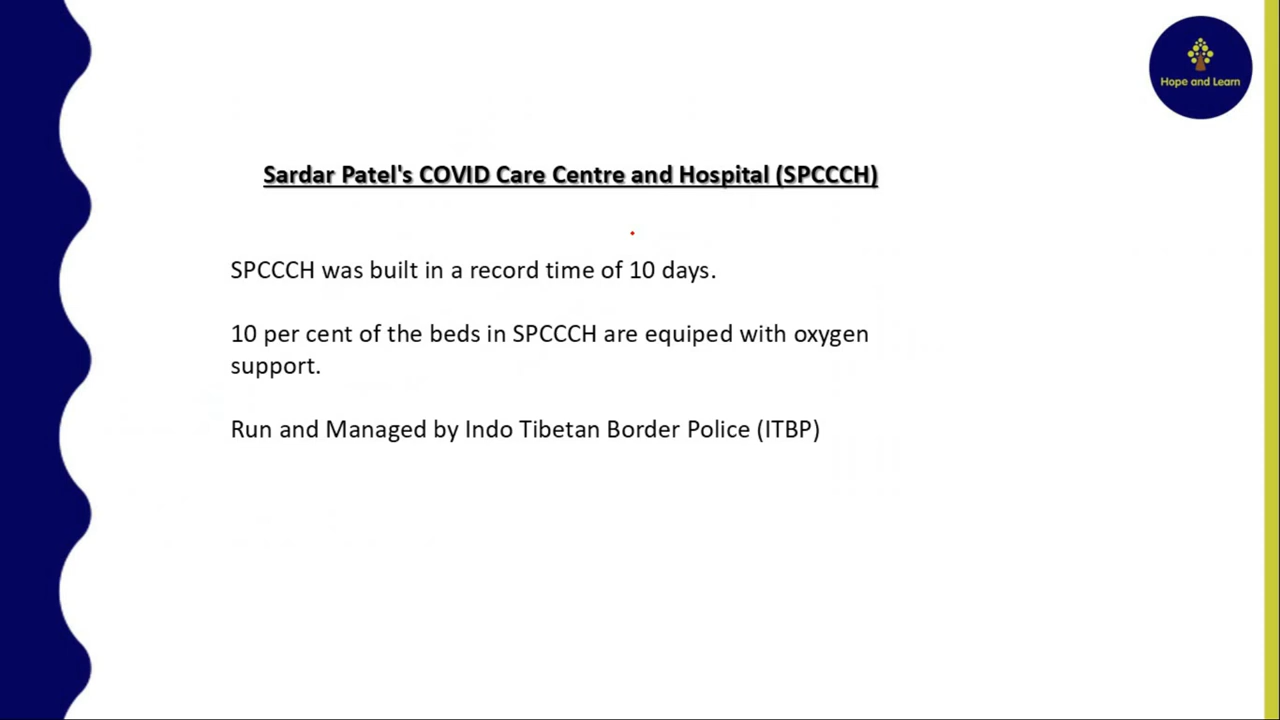 Hope and Learn
Sardar Patel's COVID Care Centre and Hospital (SPCCCH)
SPCCCH was built in a record time of 10 days.
10 per cent of the beds in SPCCCH are equiped with oxygen
support.
Run and Managed by Indo Tibetan Border Police (ITBP)